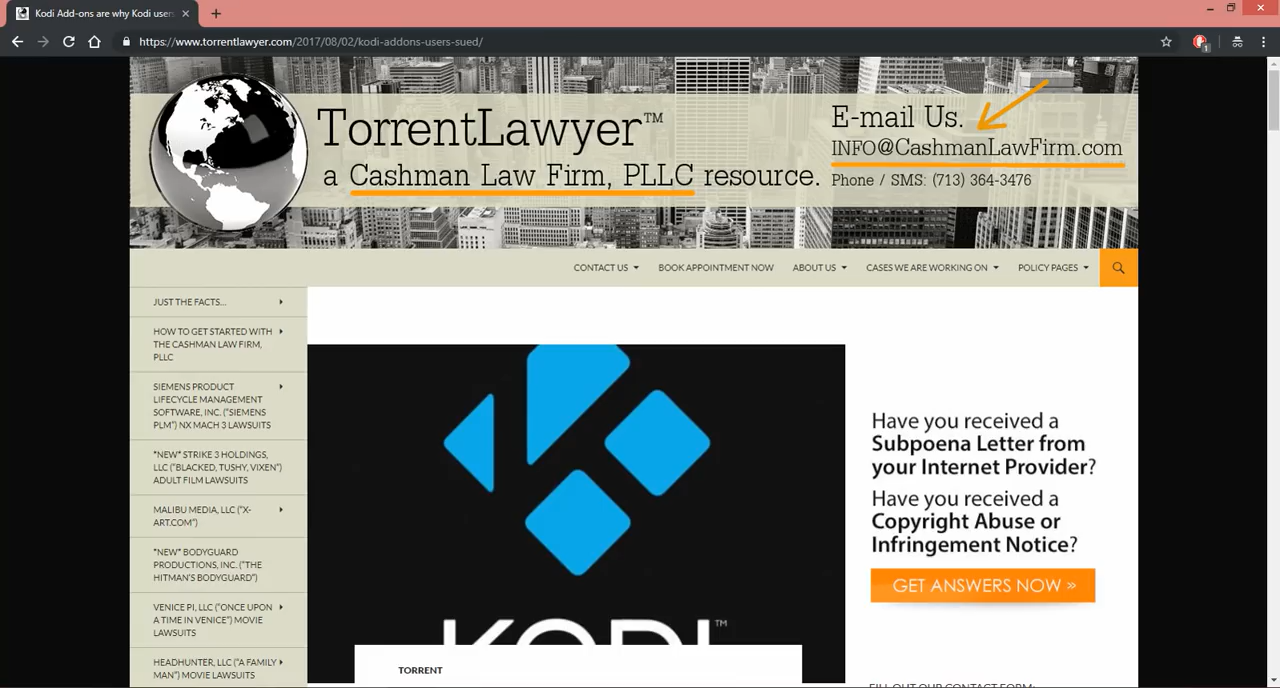 Kodi Add-ons are why Kodi users
https://www.torrentlawyer.com/2017/08/02/kodi-addons-users-sued/
1
TorrentLawyer™
a Cashman Law Firm, PLLC resource.
E-mail Us.
INFO@CashmanLawFirm.com
Phone / SMS: (713) 364-3476
CONTACT US
BOOK APPOINTMENT NOW
ABOUT US
CASES WE ARE WORKING ON
POLICY PAGES
JUST THE FACTS...
HOW TO GET STARTED WITH
THE CASHMAN LAW FIRM,
PLLC
SIEMENS PRODUCT
LIFECYCLE MANAGEMENT
SOFTWARE, INC. ("SIEMENS
PLM") NX MACH 3 LAWSUITS
*NEW* STRIKE 3 HOLDINGS,
LLC ("BLACKED, TUSHY, VIXEN")
ADULT FILM LAWSUITS
MALIBU MEDIA, LLC ("X-
ART.COM")
*NEW* BODYGUARD
PRODUCTIONS, INC. ("THE
HITMAN'S BODYGUARD")
VENICE PI, LLC ("ONCE UPON
A TIME IN VENICE") MOVIE
LAWSUITS
HEADHUNTER, LLC ("A FAMILY
MAN") MOVIE LAWSUITS
KODI™
TORRENT
Have you received a
Subpoena Letter from
your Internet Provider?
Have you received a
Copyright Abuse or
Infringement Notice?
GET ANSWERS NOW »
FILL OUT OUR CONTACT FORM: